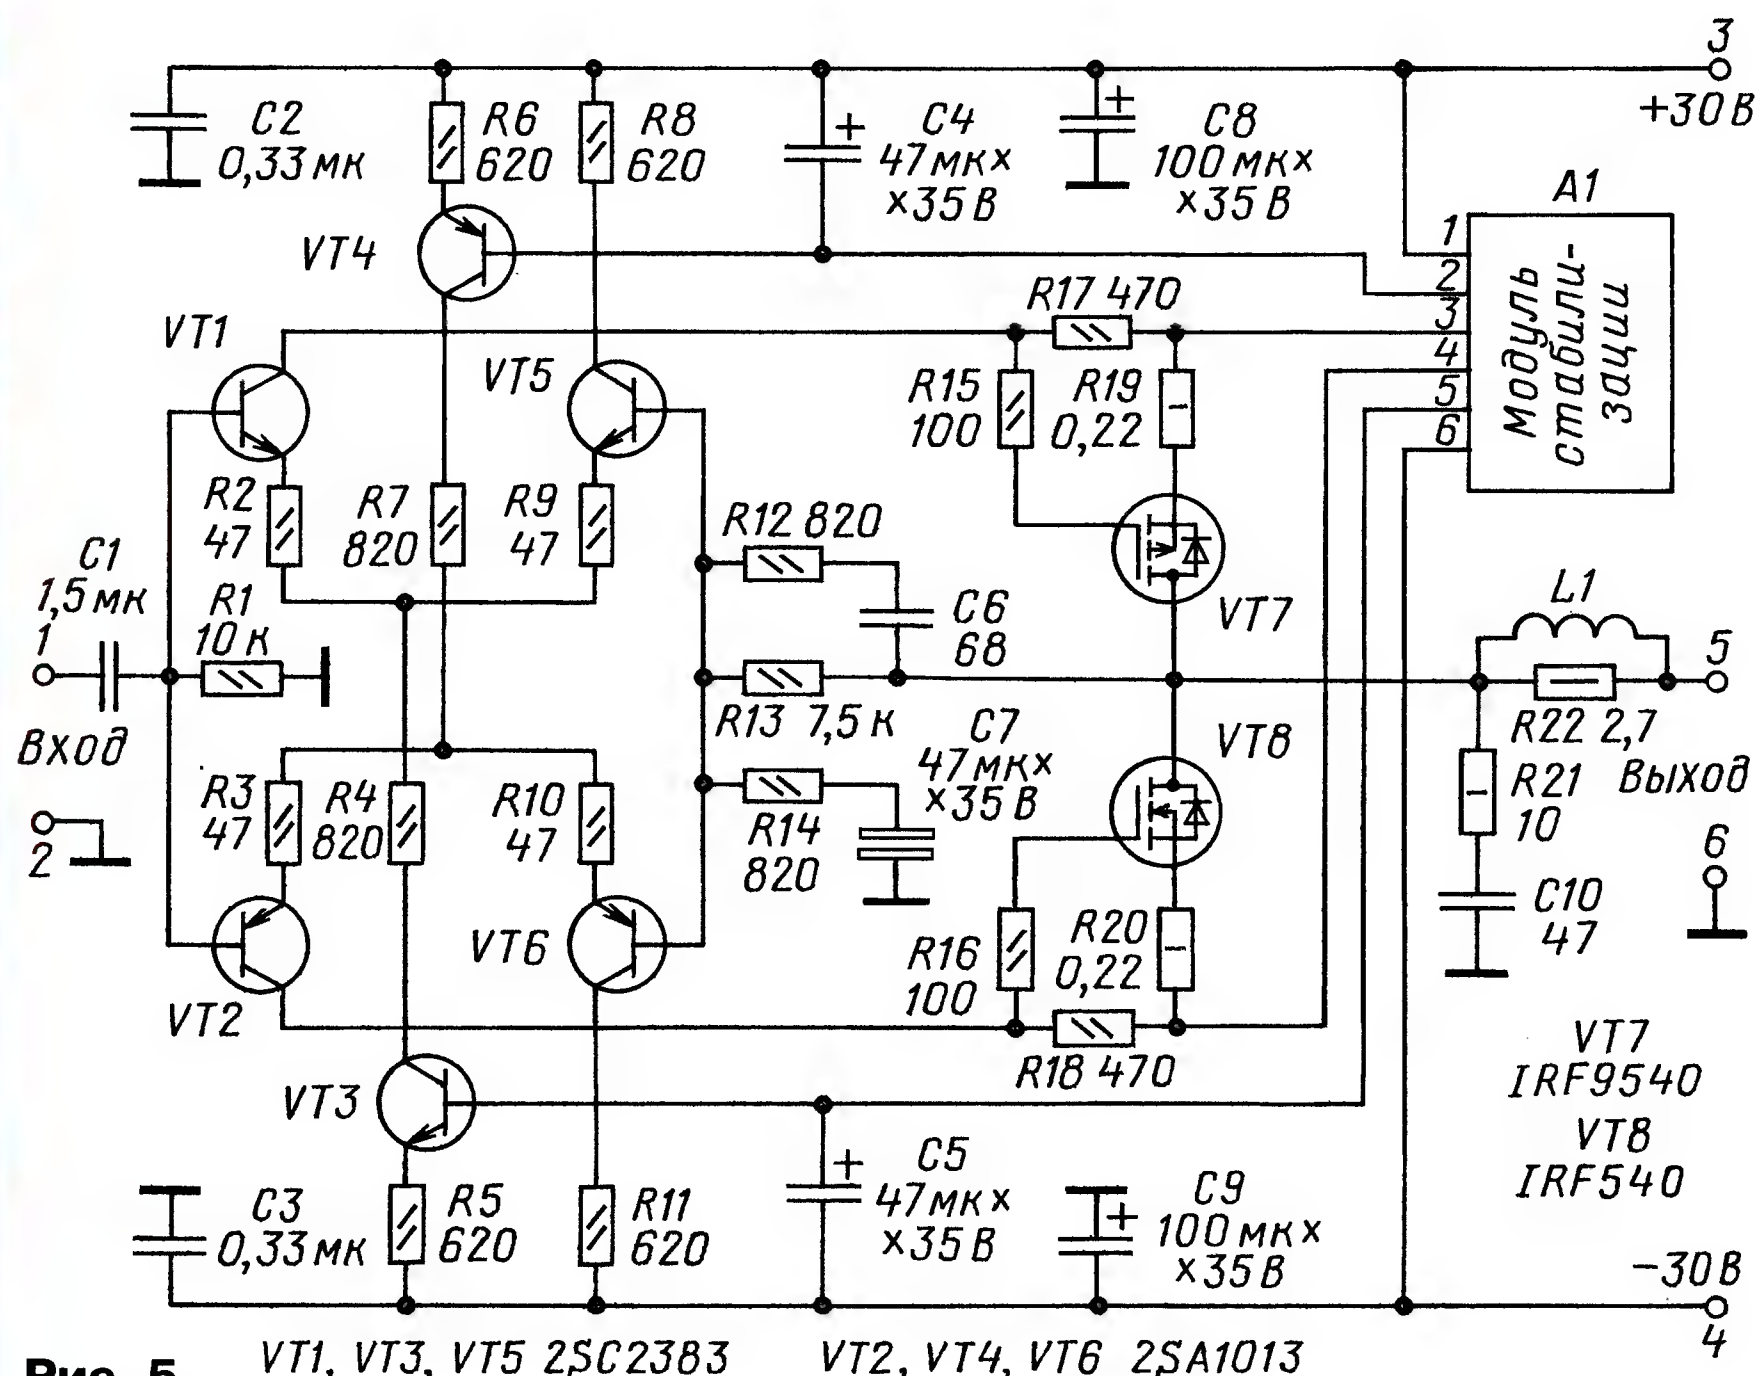 3
+30 В
C2
0,33 мк
R6
620
R8
620
C4
47 мк×
×35 В
C8
100 мк×
×35 В
A1
VT4
1
2
3
4
5
6
Модуль
стабили-
зации
R17 470
VT1
VT5
R15
100
R19
0,22
R2
47
R7
820
R9
47
R12 820
C1
1,5 мк
1
R1
10 к
C6
68
VT7
L1
5
Вход
R13 7,5 к
C7
47 мк×
×35 В
VT8
R22 2,7
Выход
R3
47
R4
820
R10
47
R14
820
R21
10
2
6
C10
47
VT2
VT6
R16
100
R20
0,22
R18 470
VT7
IRF9540
VT8
IRF540
VT3
C3
0,33 мк
R5
620
R11
620
C5
47 мк×
×35 В
C9
100 мк×
×35 В
−30 В
4
VT1, VT3, VT5 2SC2383
VT2, VT4, VT6 2SA1013
Рис. 5